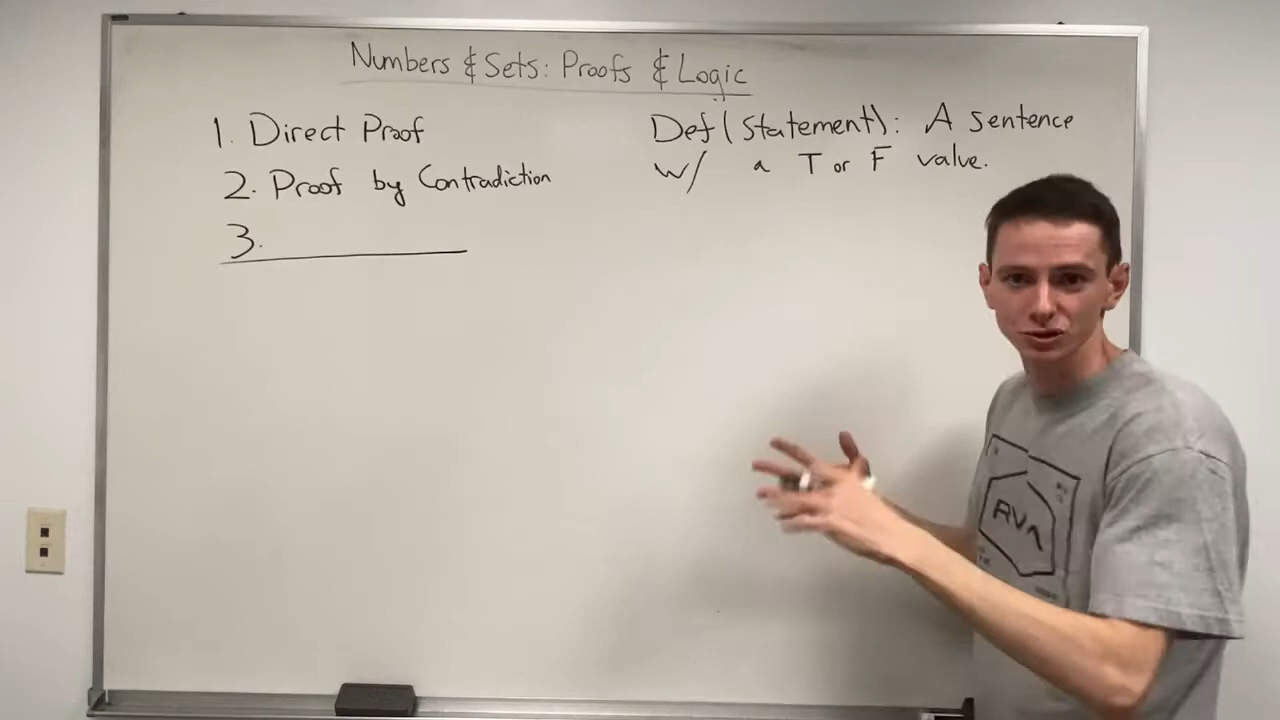 Numbers & Sets: Proofs & Logic
1. Direct Proof
2. Proof by Contradiction
3.
Def (Statement): A sentence
w/ a T or F value.